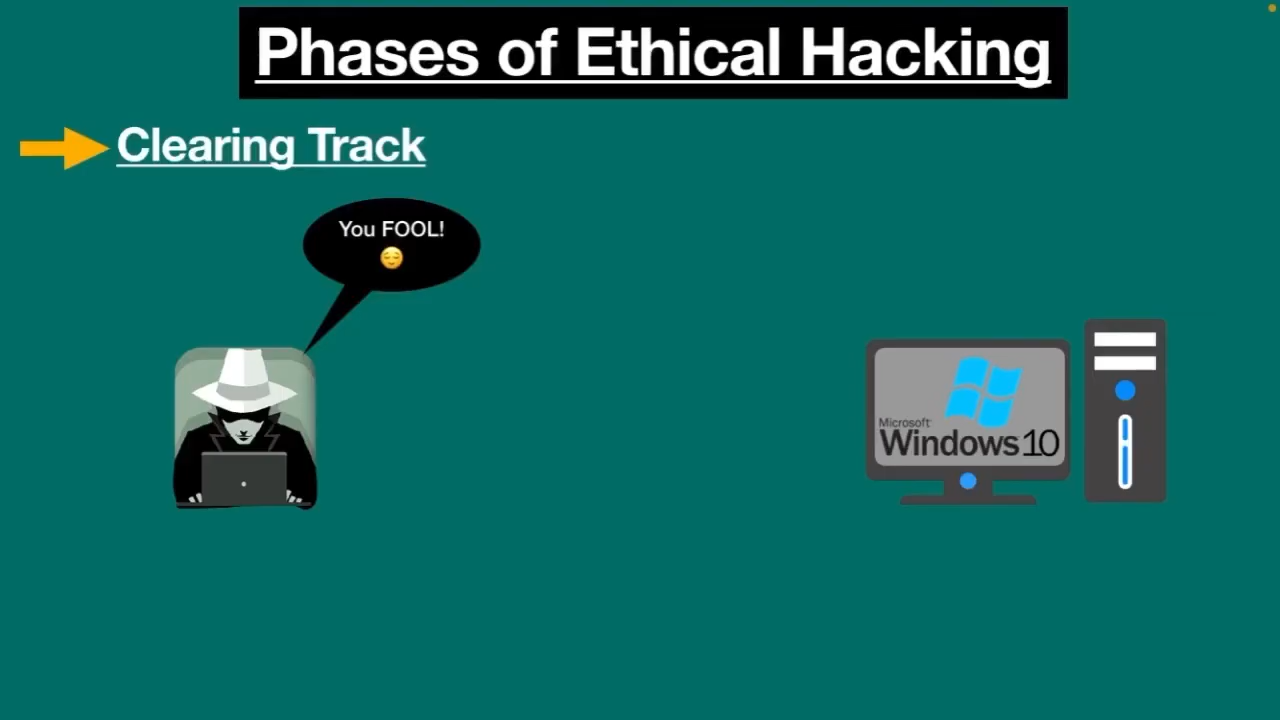 Phases of Ethical Hacking
Clearing Track
You FOOL!
Microsoft
Windows 10